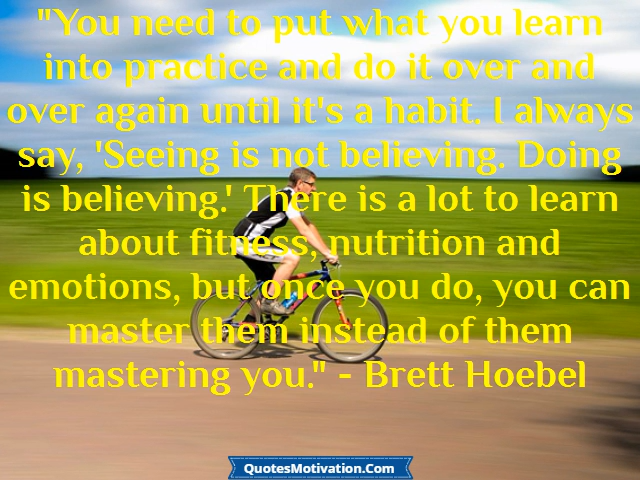 "You need to put what you learn
into practice and do it over and
over again until it's a habit. I always
say, 'Seeing is not believing. Doing
is believing.' There is a lot to learn
about fitness, nutrition and
emotions, but once you do, you can
master them instead of them
mastering you." - Brett Hoebel
QuotesMotivation.Com